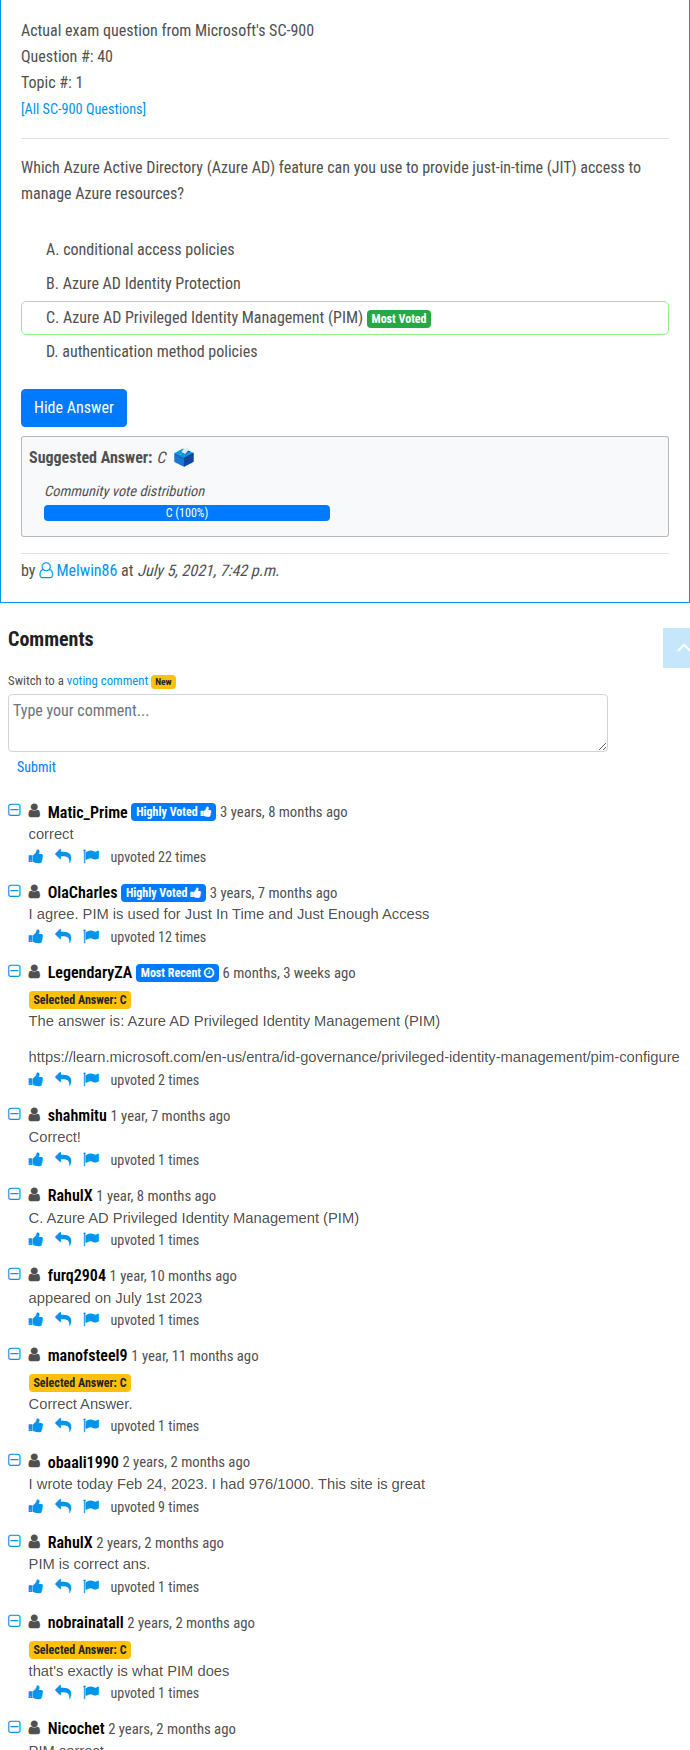 Actual exam question from Microsoft's SC-900
Question #: 40
Topic #: 1
[All SC-900 Questions]
Which Azure Active Directory (Azure AD) feature can you use to provide just-in-time (JIT) access to
manage Azure resources?
A. conditional access policies
B. Azure AD Identity Protection
C. Azure AD Privileged Identity Management (PIM) Most Voted
D. authentication method policies
Hide Answer
Suggested Answer: C
Community vote distribution
C (100%)
by Melwin86 at July 5, 2021, 7:42 p.m.
Comments
Switch to a voting comment New
Type your comment...
Submit
Matic_Prime Highly Voted 3 years, 8 months ago
correct
upvoted 22 times
OlaCharles Highly Voted 3 years, 7 months ago
I agree. PIM is used for Just In Time and Just Enough Access
upvoted 12 times
LegendaryZA Most Recent 6 months, 3 weeks ago
Selected Answer: C
The answer is: Azure AD Privileged Identity Management (PIM)
https://learn.microsoft.com/en-us/entra/id-governance/privileged-identity-management/pim-configure
upvoted 2 times
shahmitu 1 year, 7 months ago
Correct!
upvoted 1 times
RahulX 1 year, 8 months ago
C. Azure AD Privileged Identity Management (PIM)
upvoted 1 times
furq2904 1 year, 10 months ago
appeared on July 1st 2023
upvoted 1 times
manofsteel9 1 year, 11 months ago
Selected Answer: C
Correct Answer.
upvoted 1 times
obaali1990 2 years, 2 months ago
I wrote today Feb 24, 2023. I had 976/1000. This site is great
upvoted 9 times
RahulX 2 years, 2 months ago
PIM is correct ans.
upvoted 1 times
nobrainatall 2 years, 2 months ago
Selected Answer: C
that's exactly is what PIM does
upvoted 1 times
Nicochet 2 years, 2 months ago
PIM correct